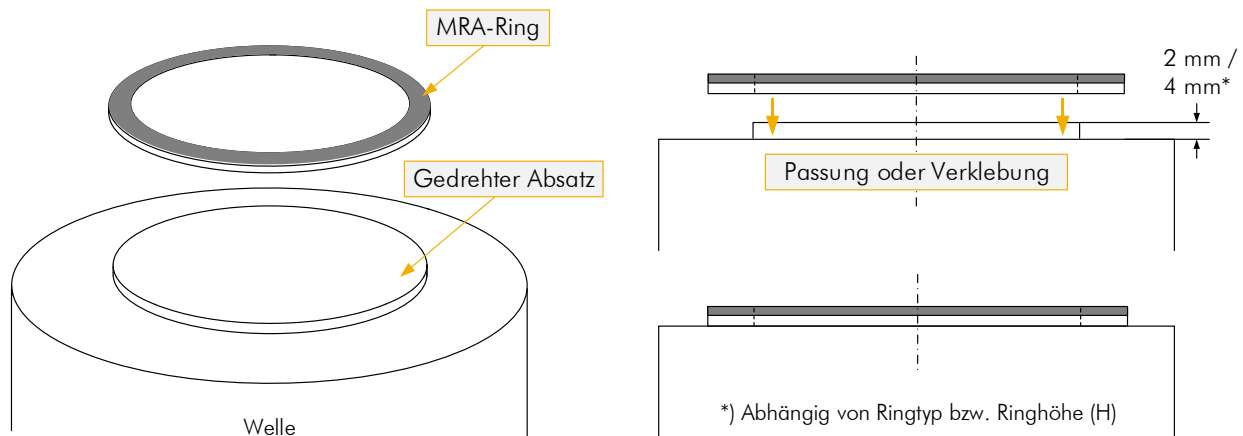 MRA-Ring
Gedrehter Absatz
Welle
2 mm /
4 mm*
Passung oder Verklebung
*) Abhängig von Ringtyp bzw. Ringhöhe (H)